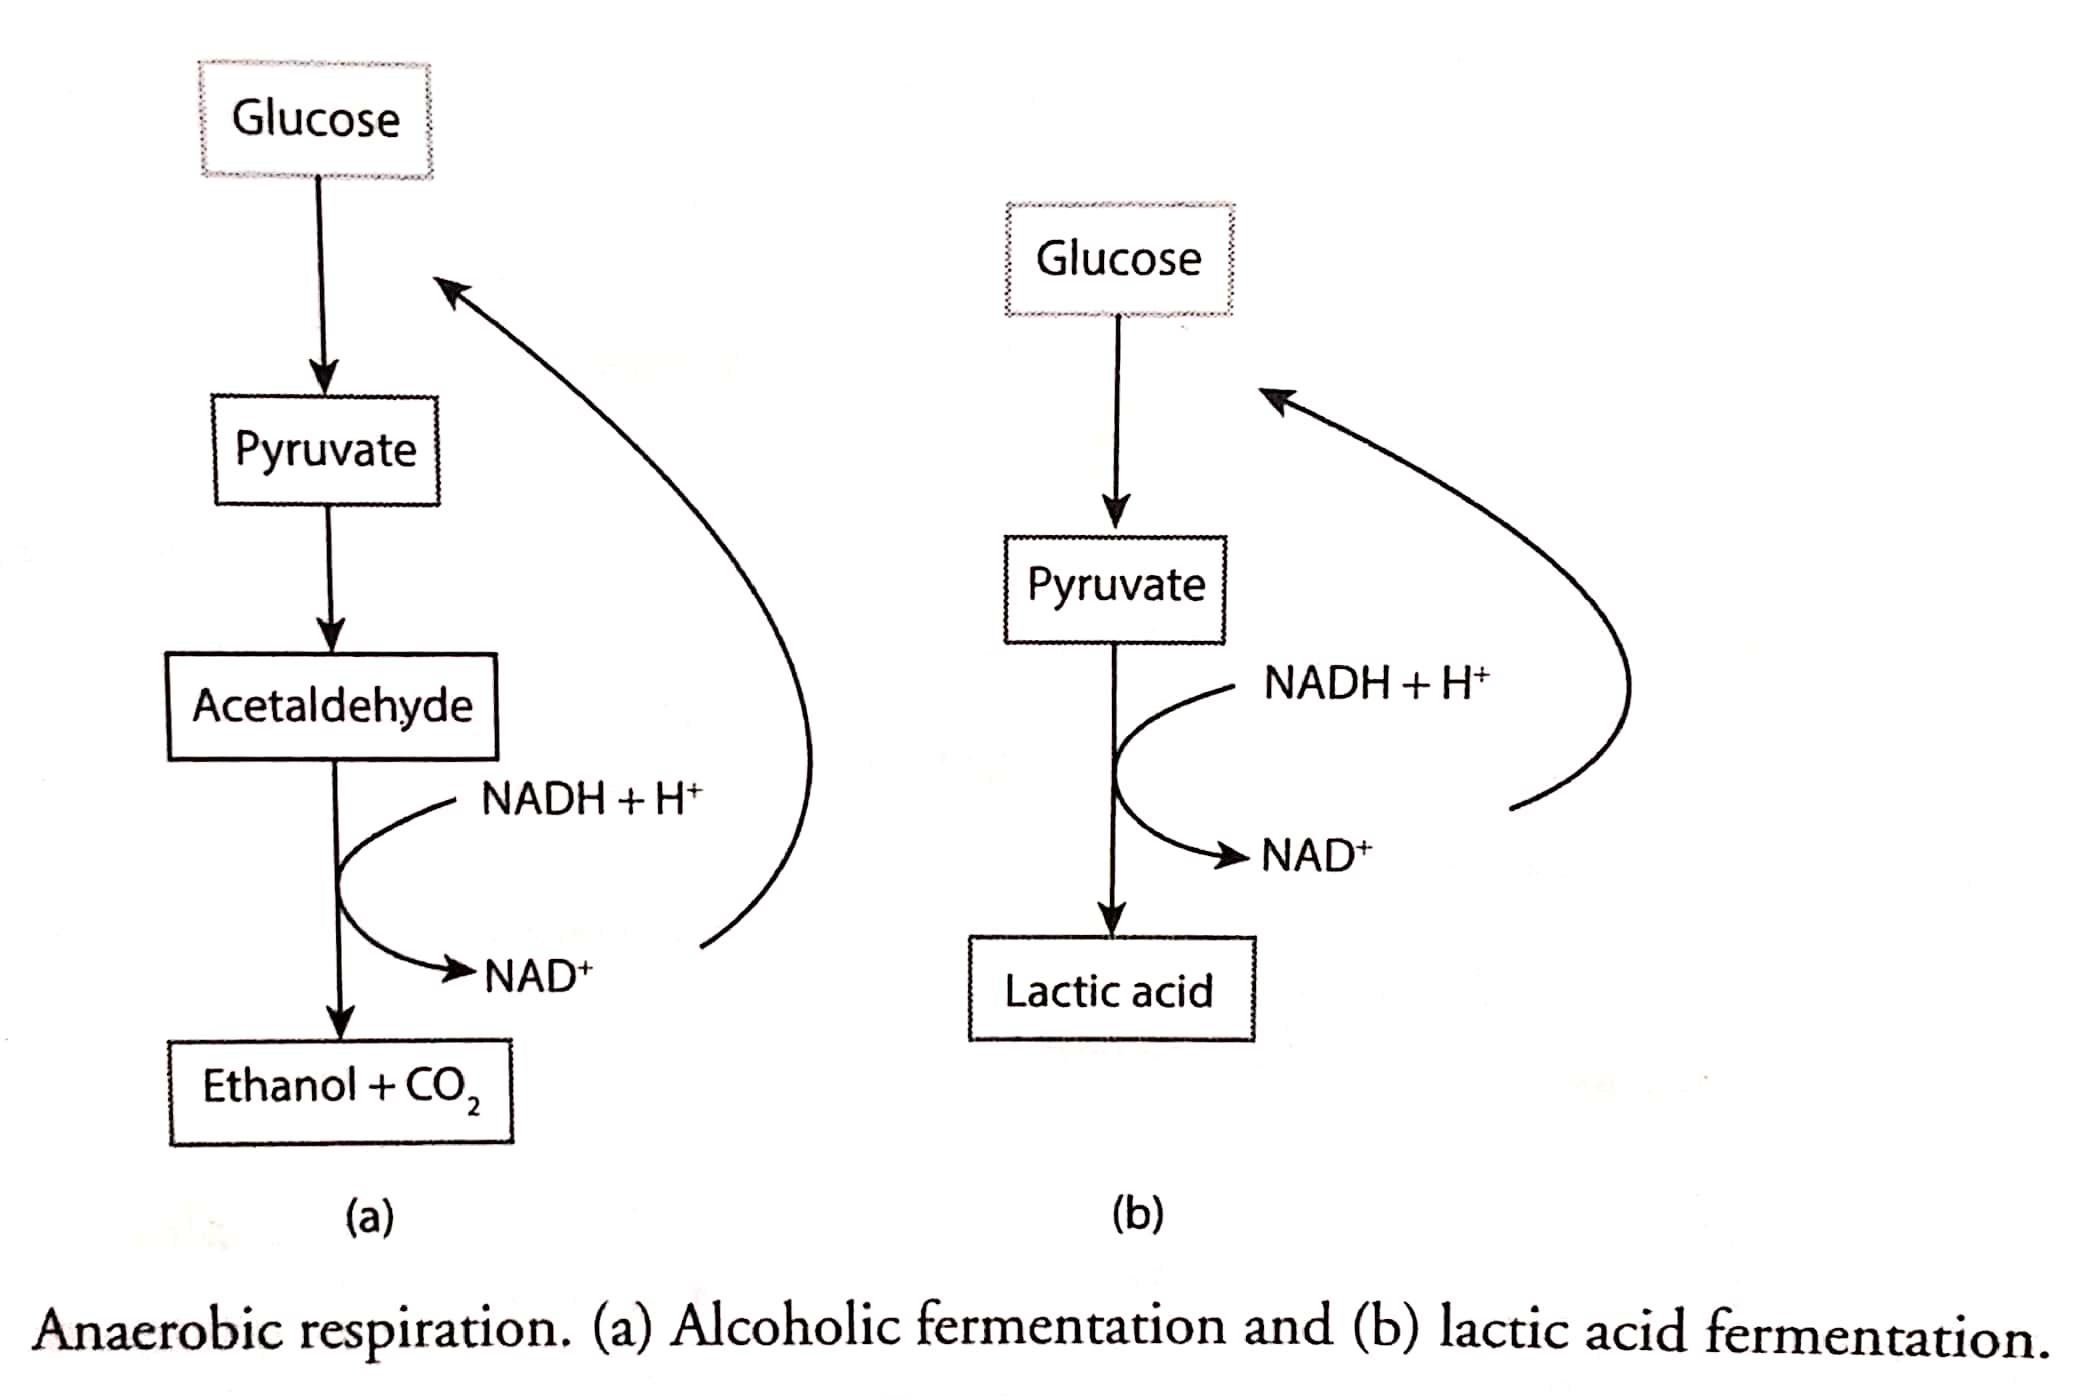 Glucose
Pyruvate
Acetaldehyde
NADH + H⁺
NAD⁺
Ethanol + CO₂
(a)
Glucose
Pyruvate
NADH + H⁺
NAD⁺
Lactic acid
(b)
Anaerobic respiration. (a) Alcoholic fermentation and (b) lactic acid fermentation.